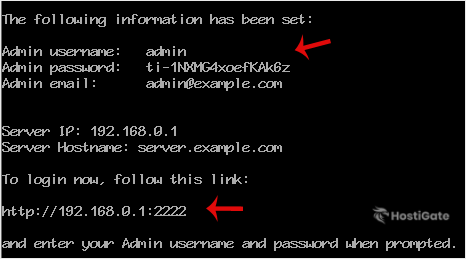 The following information has been set:
Admin username: admin
Admin password: ti-1NXMG4xoefKAk6z
Admin email: admin@example.com
Server IP: 192.168.0.1
Server Hostname: server.example.com
To login now, follow this link:
http://192.168.0.1:2222
HostiGate
and enter your Admin username and password when prompted.